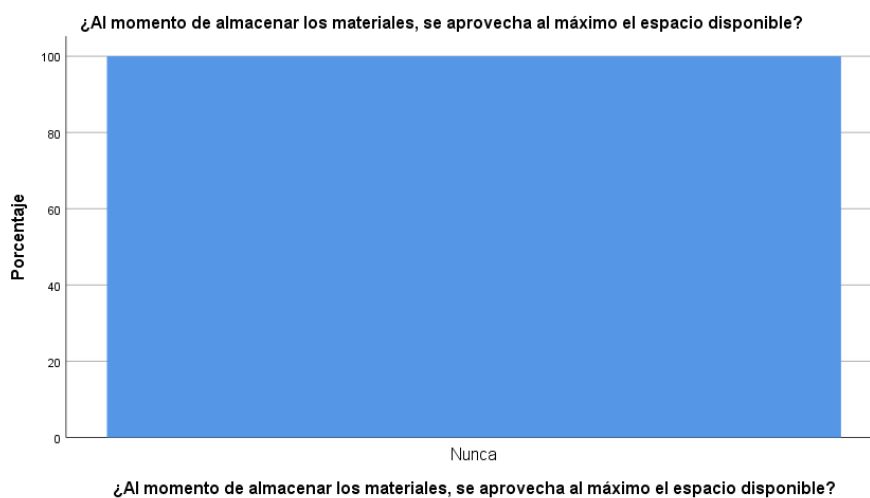 ¿Al momento de almacenar los materiales, se aprovecha al máximo el espacio disponible?
100
80
60
40
20
0
Porcentaje
Nunca
¿Al momento de almacenar los materiales, se aprovecha al máximo el espacio disponible?